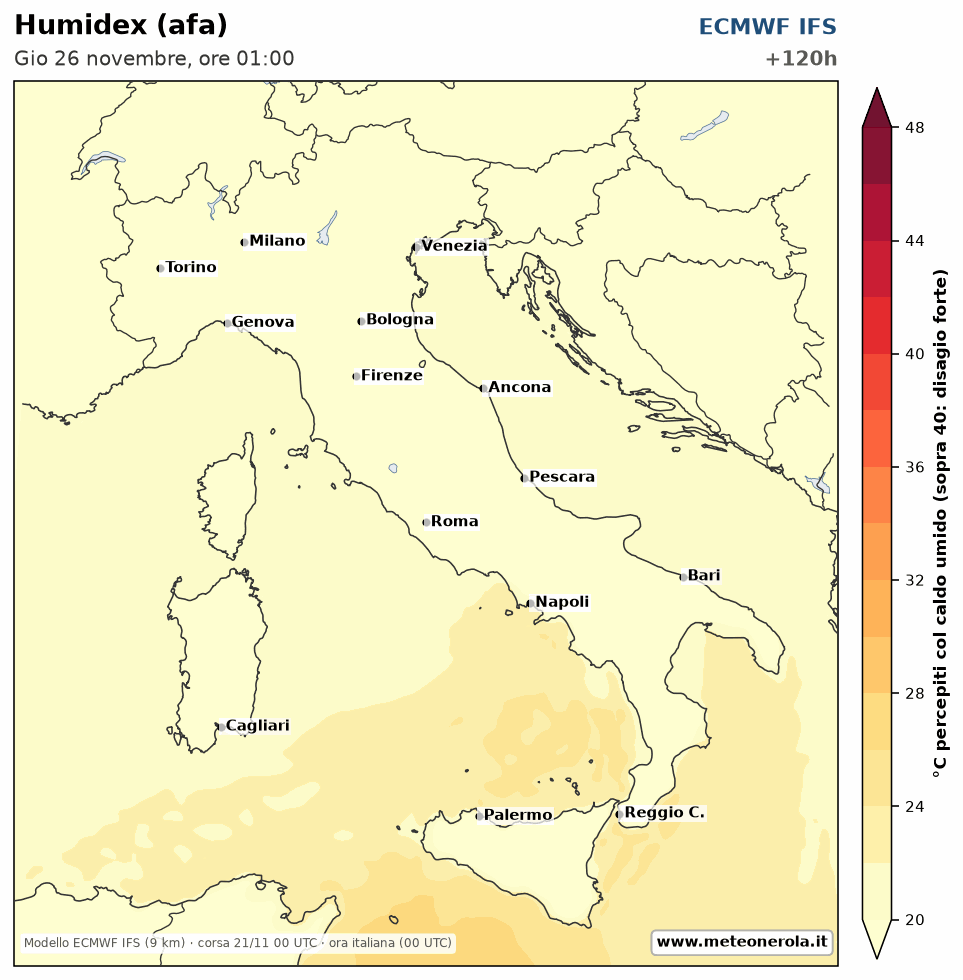 Humidex (afa)
ECMWF IFS
Gio 26 novembre, ore 01:00
+120h
48
44
40
36
32
28
24
20
°C percepiti col caldo umido (sopra 40: disagio forte)
Milano
Venezia
Torino
Genova
Bologna
Firenze
Ancona
Pescara
Roma
Bari
Napoli
Cagliari
Palermo
Reggio C.
Modello ECMWF IFS (9 km) · corsa 21/11 00 UTC · ora italiana (00 UTC)
www.meteonerola.it